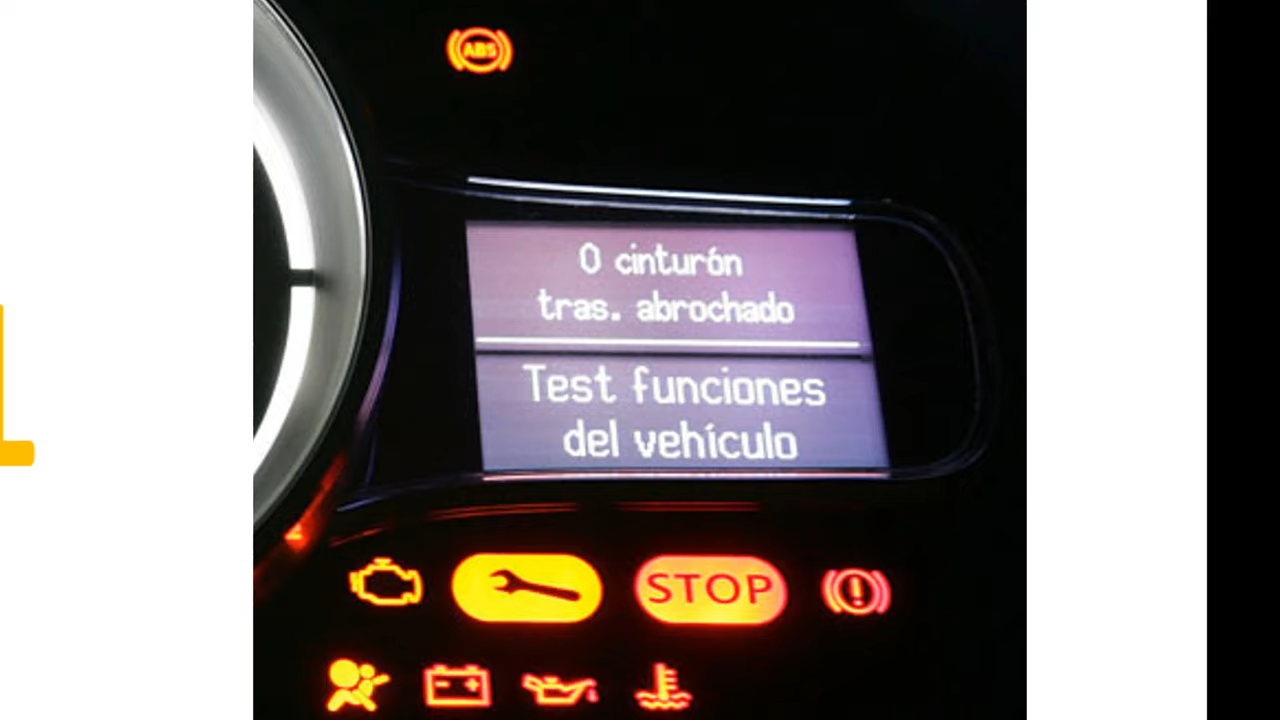 ABS
0 cinturón
tras. abrochado
Test funciones
del vehículo
STOP